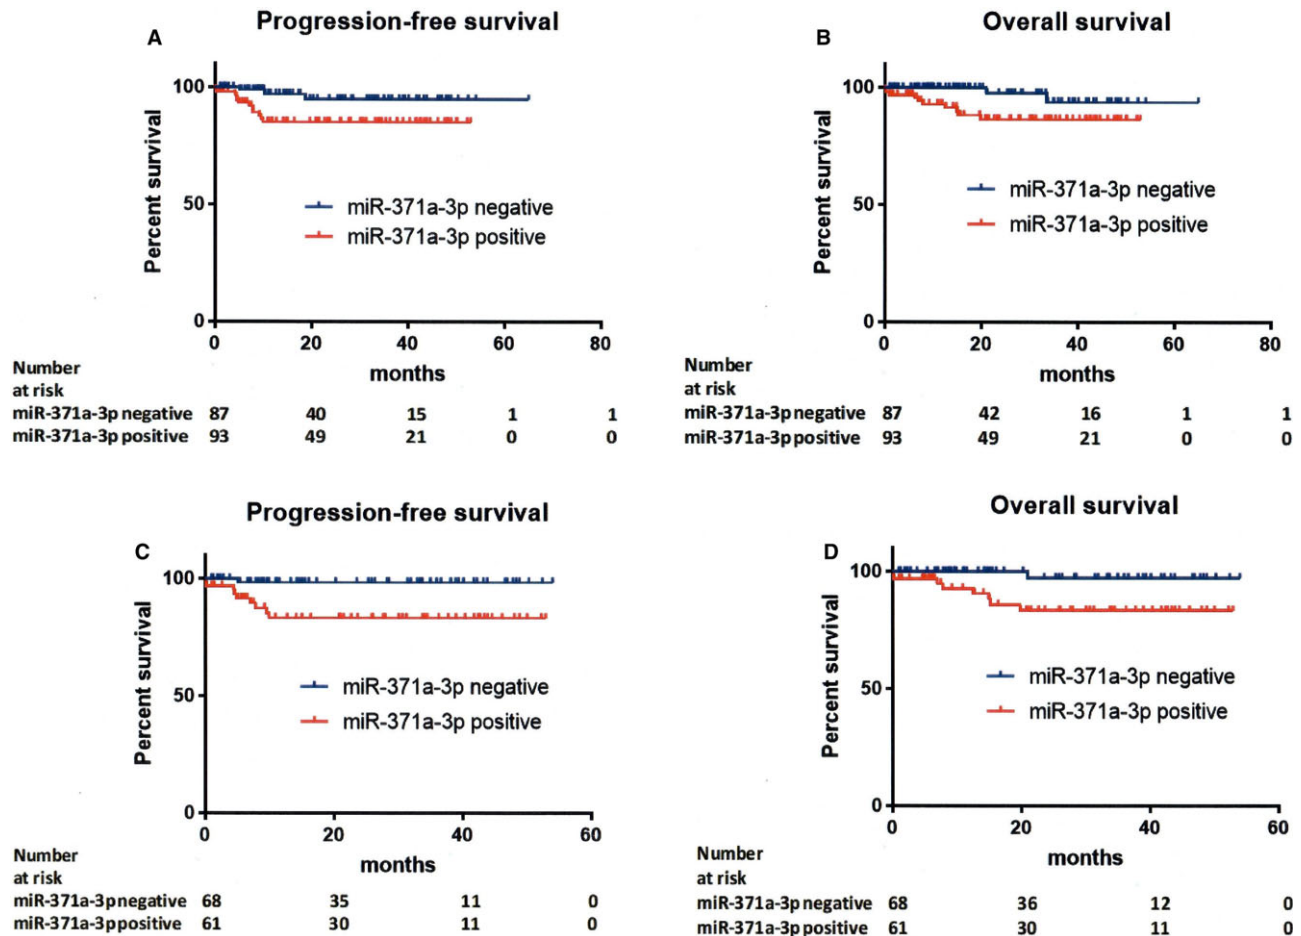 Progression-free survival
A
Percent survival
100
50
0
miR-371a-3p negative
miR-371a-3p positive
0 20 40 60 80
months
Number
at risk
miR-371a-3p negative 87 40 15 1 1
miR-371a-3p positive 93 49 21 0 0
Overall survival
B
Percent survival
100
50
0
miR-371a-3p negative
miR-371a-3p positive
0 20 40 60 80
months
Number
at risk
miR-371a-3p negative 87 42 16 1 1
miR-371a-3p positive 93 49 21 0 0
Progression-free survival
C
Percent survival
100
50
0
miR-371a-3p negative
miR-371a-3p positive
0 20 40 60
months
Number
at risk
miR-371a-3p negative 68 35 11 0
miR-371a-3p positive 61 30 11 0
Overall survival
D
Percent survival
100
50
0
miR-371a-3p negative
miR-371a-3p positive
0 20 40 60
months
Number
at risk
miR-371a-3p negative 68 36 12 0
miR-371a-3p positive 61 30 11 0